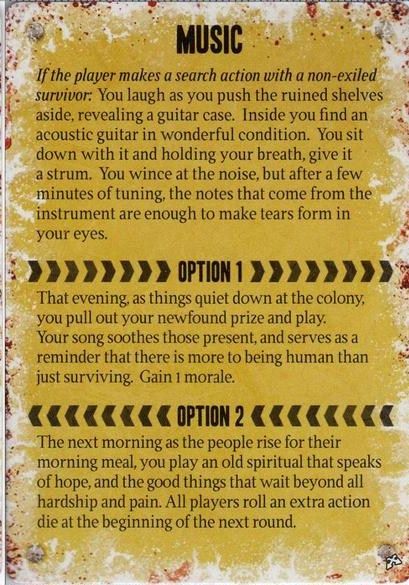 MUSIC
If the player makes a search action with a non-exiled
survivor: You laugh as you push the ruined shelves
aside, revealing a guitar case. Inside you find an
acoustic guitar in wonderful condition. You sit
down with it and holding your breath, give it
a strum. You wince at the noise, but after a few
minutes of tuning, the notes that come from the
instrument are enough to make tears form in
your eyes.
OPTION 1
That evening, as things quiet down at the colony,
you pull out your newfound prize and play.
Your song soothes those present, and serves as a
reminder that there is more to being human than
just surviving. Gain 1 morale.
OPTION 2
The next morning as the people rise for their
morning meal, you play an old spiritual that speaks
of hope, and the good things that wait beyond all
hardship and pain. All players roll an extra action
die at the beginning of the next round.